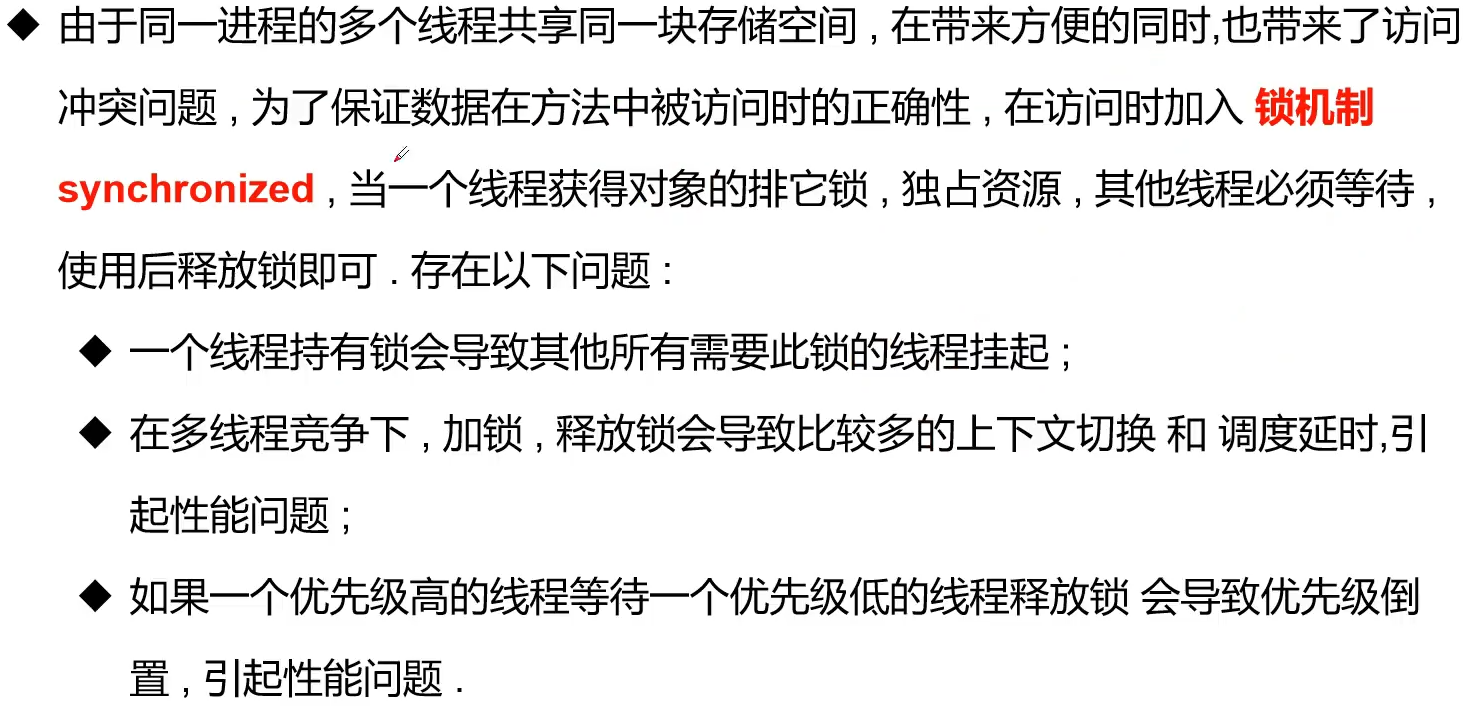 ◆ 由于同一进程的多个线程共享同一块存储空间 , 在带来方便的同时,也带来了访问
冲突问题 , 为了保证数据在方法中被访问时的正确性 , 在访问时加入 锁机制
synchronized , 当一个线程获得对象的排它锁 , 独占资源 , 其他线程必须等待 ,
使用后释放锁即可 . 存在以下问题 :
◆ 一个线程持有锁会导致其他所有需要此锁的线程挂起 ;
◆ 在多线程竞争下 , 加锁 , 释放锁会导致比较多的上下文切换 和 调度延时,引
起性能问题 ;
◆ 如果一个优先级高的线程等待一个优先级低的线程释放锁 会导致优先级倒
置 , 引起性能问题 .